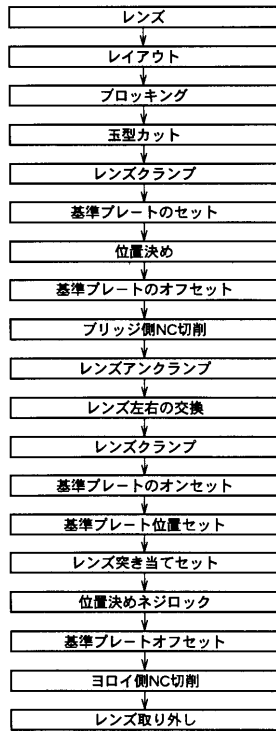 レンズ
レイアウト
ブロッキング
玉型カット
レンズクランプ
基準プレートのセット
位置決め
基準プレートのオフセット
ブリッジ側NC切削
レンズアンクランプ
レンズ左右の交換
レンズクランプ
基準プレートのオンセット
基準プレート位置セット
レンズ突き当てセット
位置決めネジロック
基準プレートオフセット
ヨロイ側NC切削
レンズ取り外し